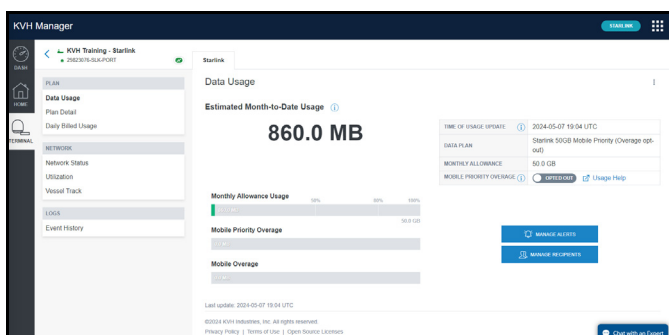 KVH Manager
STARLINK
DASH
HOME
TERMINAL
KVH Training - Starlink
25823076-SLK-PORT
PLAN
Data Usage
Plan Detail
Daily Billed Usage
NETWORK
Network Status
Utilization
Vessel Track
LOGS
Event History
Starlink
Data Usage
Estimated Month-to-Date Usage
860.0 MB
TIME OF USAGE UPDATE 2024-05-07 19:04 UTC
DATA PLAN Starlink 50GB Mobile Priority (Overage opt-
out)
MONTHLY ALLOWANCE 50.0 GB
MOBILE PRIORITY OVERAGE OPTED OUT Usage Help
Monthly Allowance Usage
50% 80% 100%
50.0 GB
Mobile Priority Overage
Mobile Overage
MANAGE ALERTS
MANAGE RECIPIENTS
Last update: 2024-05-07 19:04 UTC
©2024 KVH Industries, Inc. All rights reserved.
Privacy Policy | Terms of Use | Open Source Licenses
Chat with an Expert